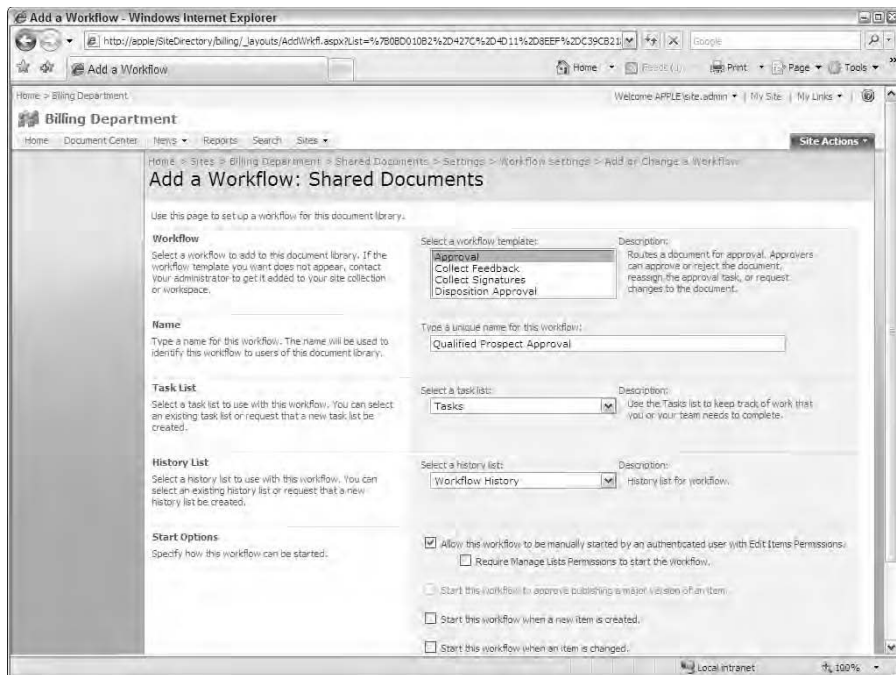 Add a Workflow - Windows Internet Explorer
http://apple/SiteDirectory/billing/_layouts/AddWrkfl.aspx?List=%7B0BD010B2%2D427C%2D4D11%2D8EEF%2DC39CB21
Google
Add a Workflow
Home
Print
Page
Tools
Home > Billing Department
Welcome APPLE\site.admin
My Site
My Links
Billing Department
Home
Document Center
News
Reports
Search
Sites
Site Actions
Home > Sites > Billing Department > Shared Documents > Settings > Workflow settings > Add or Change a Workflow
Add a Workflow: Shared Documents
Use this page to set up a workflow for this document library.
Workflow
Select a workflow to add to this document library. If the
workflow template you want does not appear, contact
your administrator to get it added to your site collection
or workspace.
Select a workflow template:
Approval
Collect Feedback
Collect Signatures
Disposition Approval
Description:
Routes a document for approval. Approvers
can approve or reject the document,
reassign the approval task, or request
changes to the document.
Name
Type a name for this workflow. The name will be used to
identify this workflow to users of this document library.
Type a unique name for this workflow:
Qualified Prospect Approval
Task List
Select a task list to use with this workflow. You can select
an existing task list or request that a new task list be
created.
Select a task list:
Tasks
Description:
Use the Tasks list to keep track of work that
you or your team needs to complete.
History List
Select a history list to use with this workflow. You can
select an existing history list or request that a new
history list be created.
Select a history list:
Workflow History
Description:
History list for workflow.
Start Options
Specify how this workflow can be started.
Allow this workflow to be manually started by an authenticated user with Edit Items Permissions.
Require Manage Lists Permissions to start the workflow.
Start this workflow to approve publishing a major version of an item.
Start this workflow when a new item is created.
Start this workflow when an item is changed.
Local intranet
100%